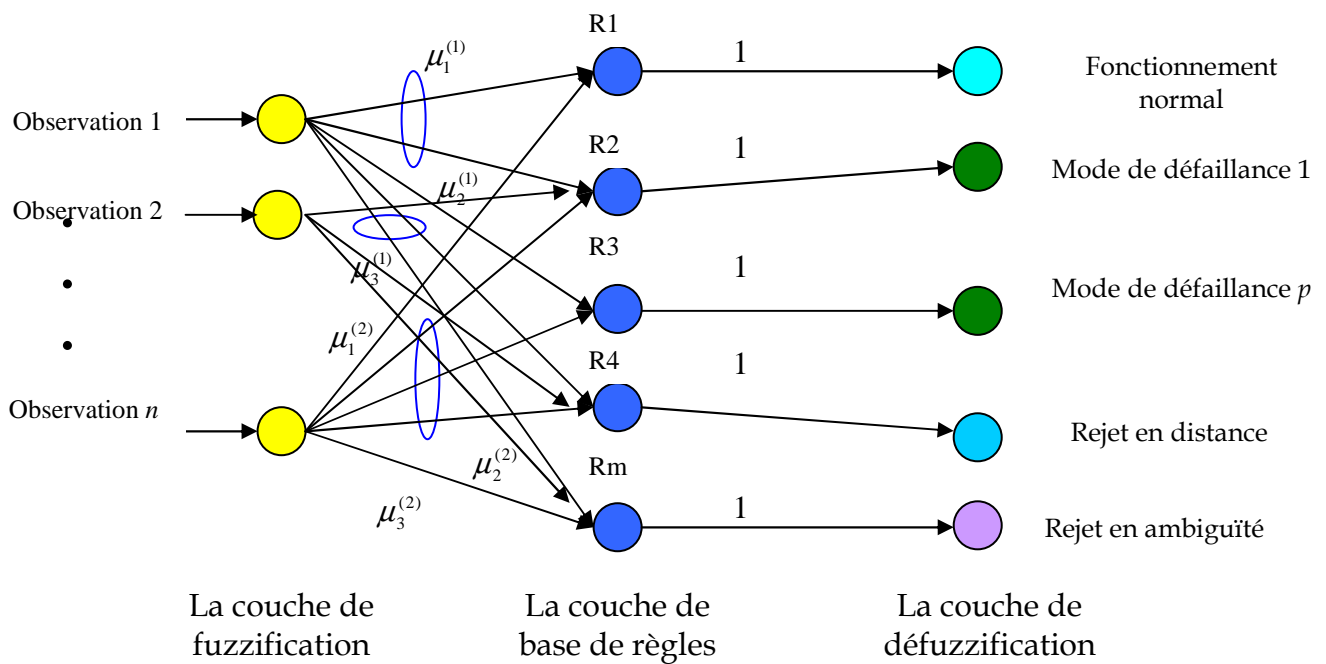 R1
μ₁⁽¹⁾
1
Fonctionnement
normal
Observation 1
R2
1
Mode de défaillance 1
μ₂⁽¹⁾
Observation 2
R3
μ₃⁽¹⁾
1
Mode de défaillance p
μ₁⁽²⁾
R4
1
Observation n
Rejet en distance
μ₂⁽²⁾
Rm
μ₃⁽²⁾
1
Rejet en ambiguïté
La couche de
fuzzification
La couche de
base de règles
La couche de
défuzzification